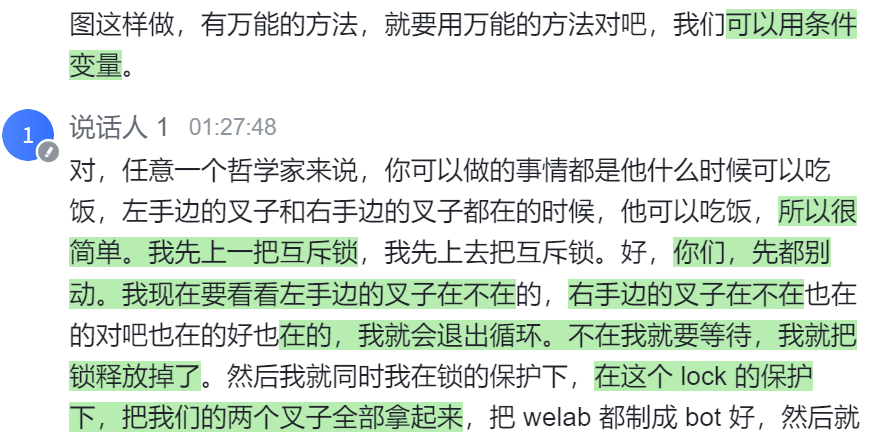 图这样做，有万能的方法，就要用万能的方法对吧，我们可以用条件
变量。
1
说话人 1 01:27:48
对，任意一个哲学家来说，你可以做的事情都是他什么时候可以吃
饭，左手边的叉子和右手边的叉子都在的时候，他可以吃饭，所以很
简单。我先上一把互斥锁，我先上去把互斥锁。好，你们，先都别
动。我现在要看看左手边的叉子在不在的，右手边的叉子在不在也在
的对吧也在的好也在的，我就会退出循环。不在我就要等待，我就把
锁释放掉了。然后我就同时我在锁的保护下，在这个 lock 的保护
下，把我们的两个叉子全部拿起来，把 welab 都制成 bot 好，然后就